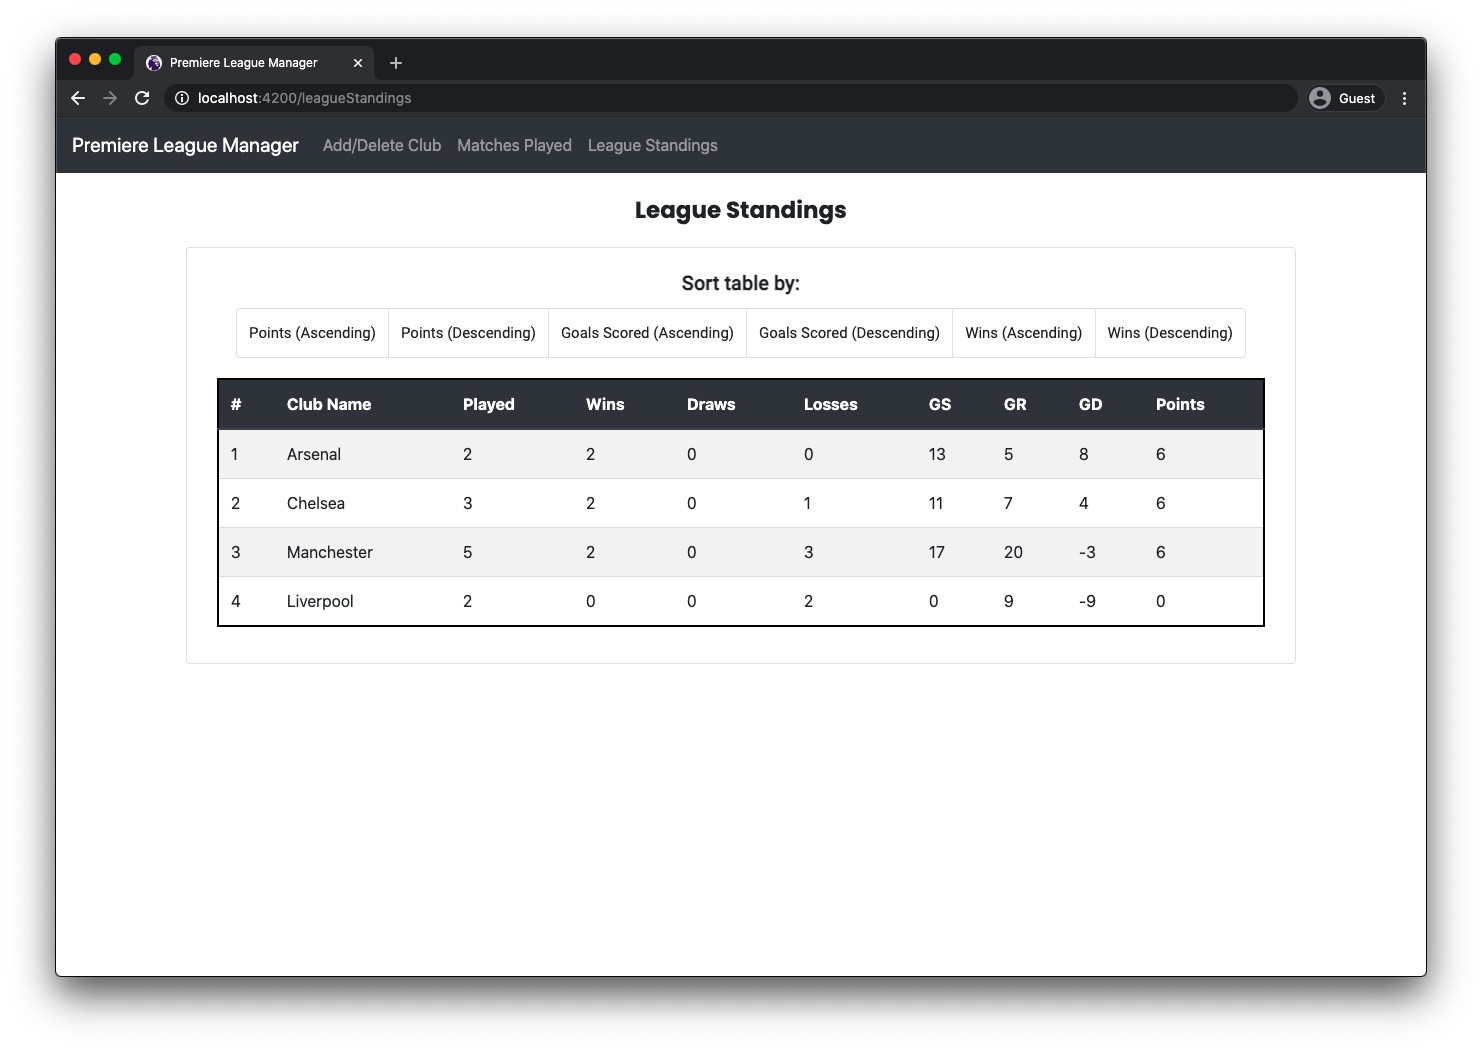 Premiere League Manager
localhost:4200/leagueStandings
Guest
Premiere League Manager Add/Delete Club Matches Played League Standings
League Standings
Sort table by:
Points (Ascending) Points (Descending) Goals Scored (Ascending) Goals Scored (Descending) Wins (Ascending) Wins (Descending)
# Club Name Played Wins Draws Losses GS GR GD Points
1 Arsenal 2 2 0 0 13 5 8 6
2 Chelsea 3 2 0 1 11 7 4 6
3 Manchester 5 2 0 3 17 20 -3 6
4 Liverpool 2 0 0 2 0 9 -9 0